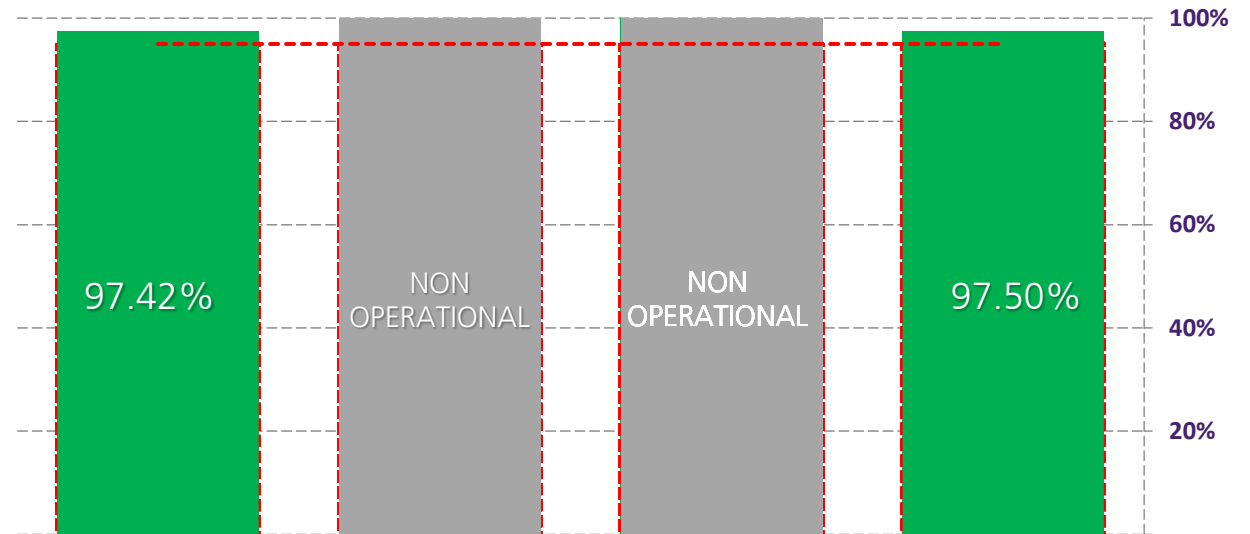 100%
80%
60%
40%
20%
97.42%
NON
OPERATIONAL
NON
OPERATIONAL
97.50%